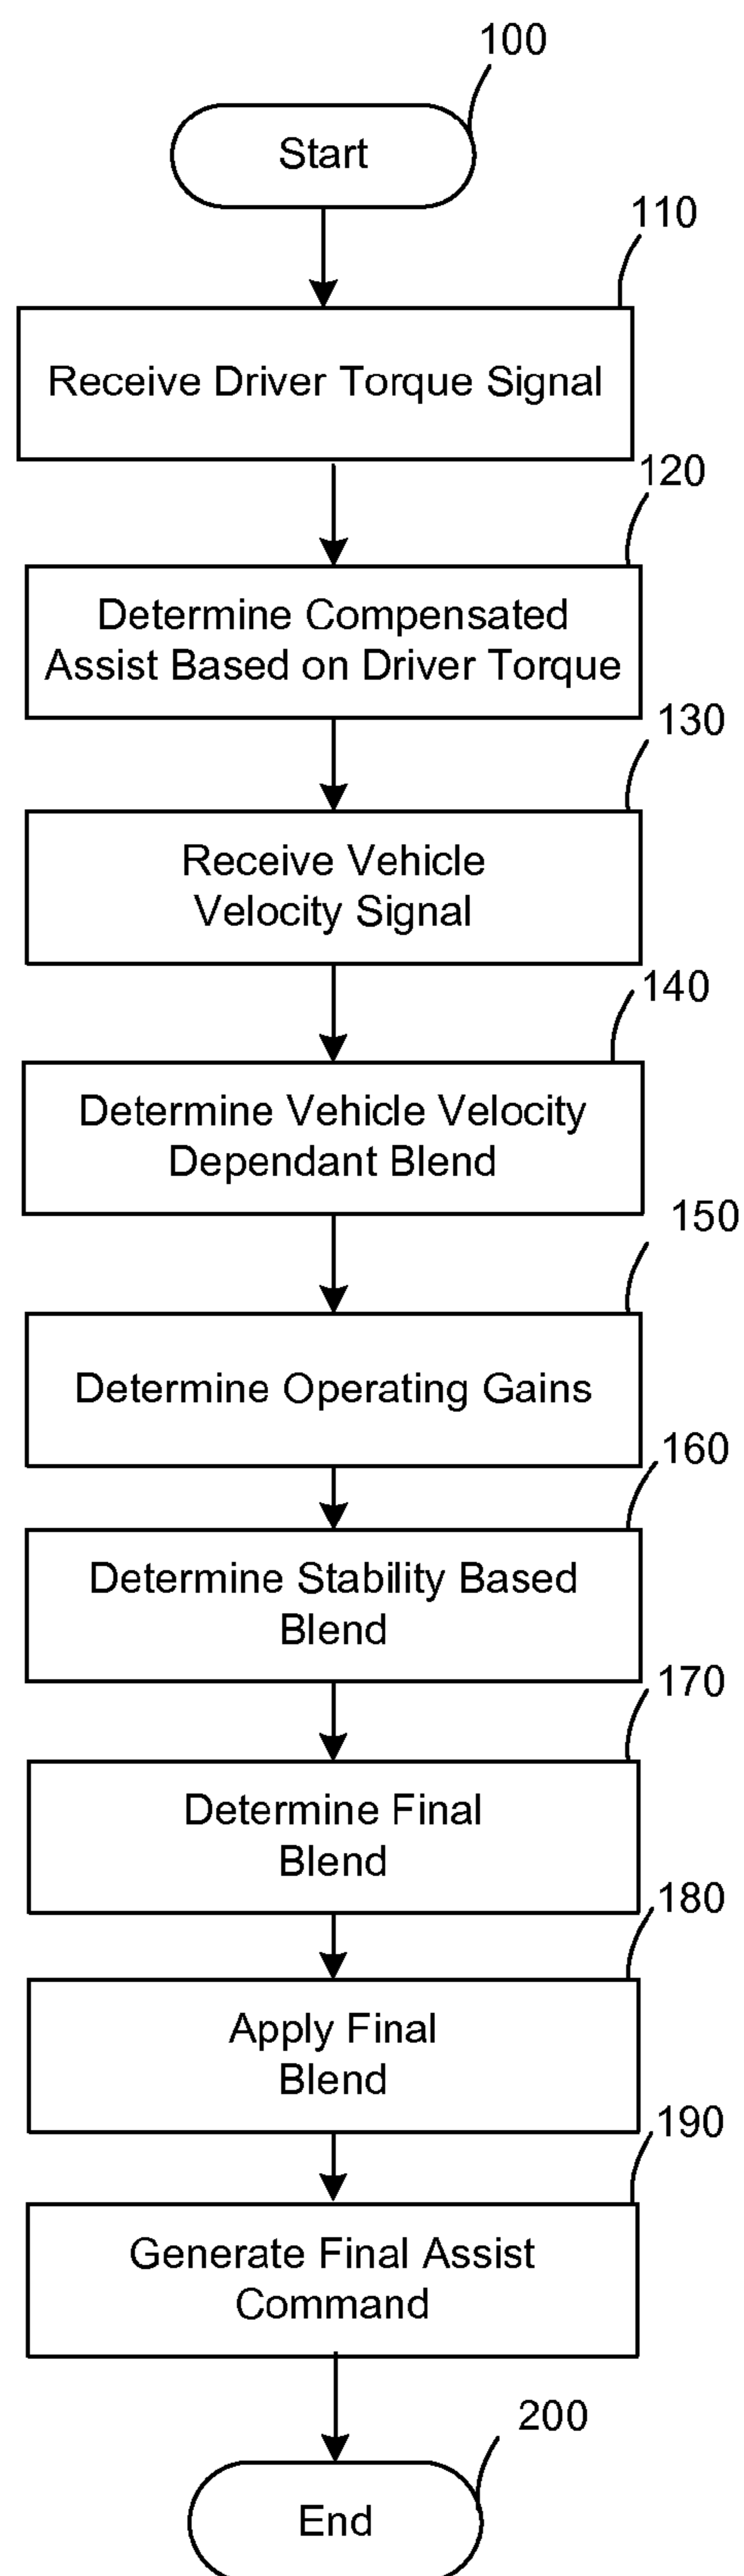 100
Start
110
Receive Driver Torque Signal
120
Determine Compensated
Assist Based on Driver Torque
130
Receive Vehicle
Velocity Signal
140
Determine Vehicle Velocity
Dependant Blend
150
Determine Operating Gains
160
Determine Stability Based
Blend
170
Determine Final
Blend
180
Apply Final
Blend
190
Generate Final Assist
Command
200
End